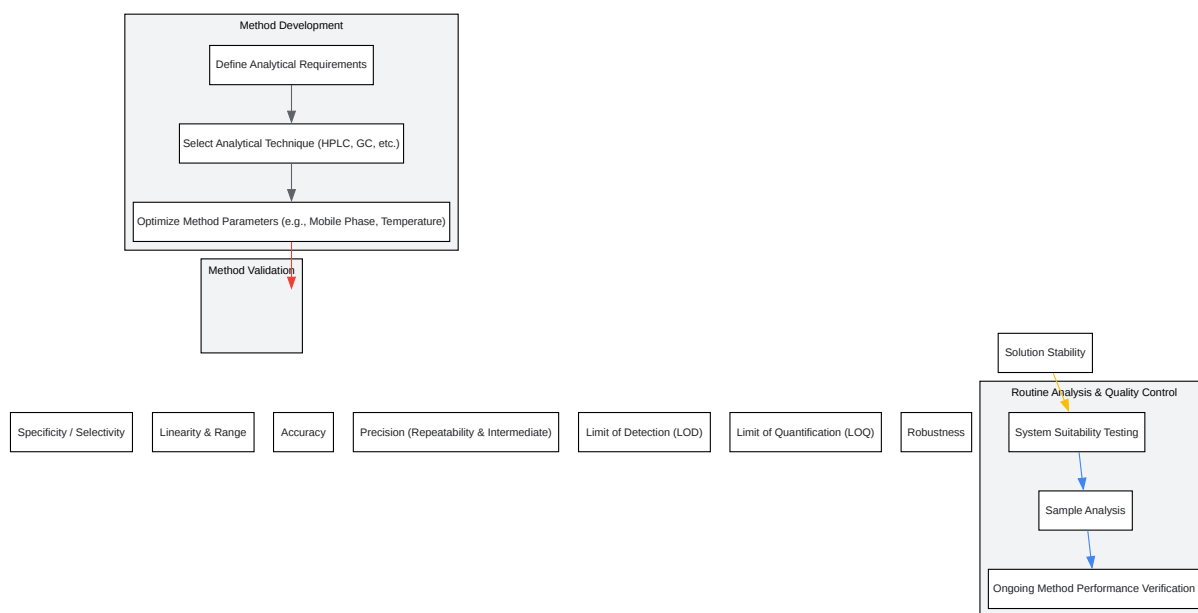 Method Development
Define Analytical Requirements
Select Analytical Technique (HPLC, GC, etc.)
Optimize Method Parameters (e.g., Mobile Phase, Temperature)
Method Validation
Solution Stability
Routine Analysis & Quality Control
Specificity / Selectivity
Linearity & Range
Accuracy
Precision (Repeatability & Intermediate)
Limit of Detection (LOD)
Limit of Quantification (LOQ)
Robustness
System Suitability Testing
Sample Analysis
Ongoing Method Performance Verification